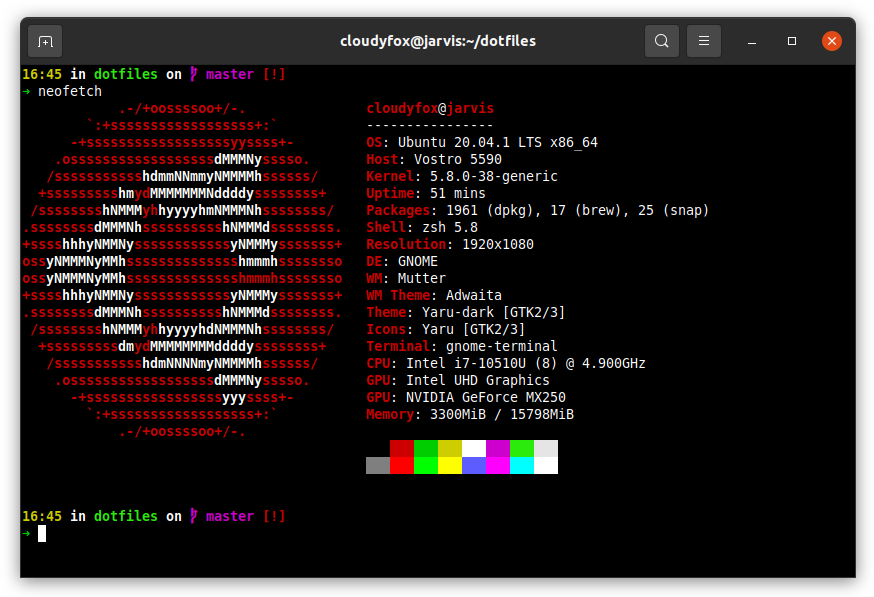 cloudyfox@jarvis:~/dotfiles
16:45 in dotfiles on master [!]
→ neofetch
.-/+oossssoo+/-.
`:+ssssssssssssssssss+:`
-+ssssssssssssssssssyyssss+-
.ossssssssssssssssssdMMMNysssso.
/ssssssssssshdmmNNmmyNMMMMhssssss/
+ssssssssshmydMMMMMMMNddddyssssssss+
/sssssssshNMMMyhhyyyyhmNMMMNhssssssss/
.ssssssssdMMMNhsssssssssshNMMMdssssssss.
+sssshhhyNMMNyssssssssssssyNMMMysssssss+
ossyNMMMNyMMhsssssssssssssshmmmhssssssso
ossyNMMMNyMMhsssssssssssssshmmmhssssssso
+sssshhhyNMMNyssssssssssssyNMMMysssssss+
.ssssssssdMMMNhsssssssssshNMMMdssssssss.
/sssssssshNMMMyhhyyyyhdNMMMNhssssssss/
+sssssssssdmydMMMMMMMMddddyssssssss+
/ssssssssssshdmNNNNmyNMMMMhssssss/
.ossssssssssssssssssdMMMNysssso.
-+sssssssssssssssssyyyssss+-
`:+ssssssssssssssssss+:`
.-/+oossssoo+/-.
cloudyfox@jarvis
----------------
OS: Ubuntu 20.04.1 LTS x86_64
Host: Vostro 5590
Kernel: 5.8.0-38-generic
Uptime: 51 mins
Packages: 1961 (dpkg), 17 (brew), 25 (snap)
Shell: zsh 5.8
Resolution: 1920x1080
DE: GNOME
WM: Mutter
WM Theme: Adwaita
Theme: Yaru-dark [GTK2/3]
Icons: Yaru [GTK2/3]
Terminal: gnome-terminal
CPU: Intel i7-10510U (8) @ 4.900GHz
GPU: Intel UHD Graphics
GPU: NVIDIA GeForce MX250
Memory: 3300MiB / 15798MiB
16:45 in dotfiles on master [!]
→